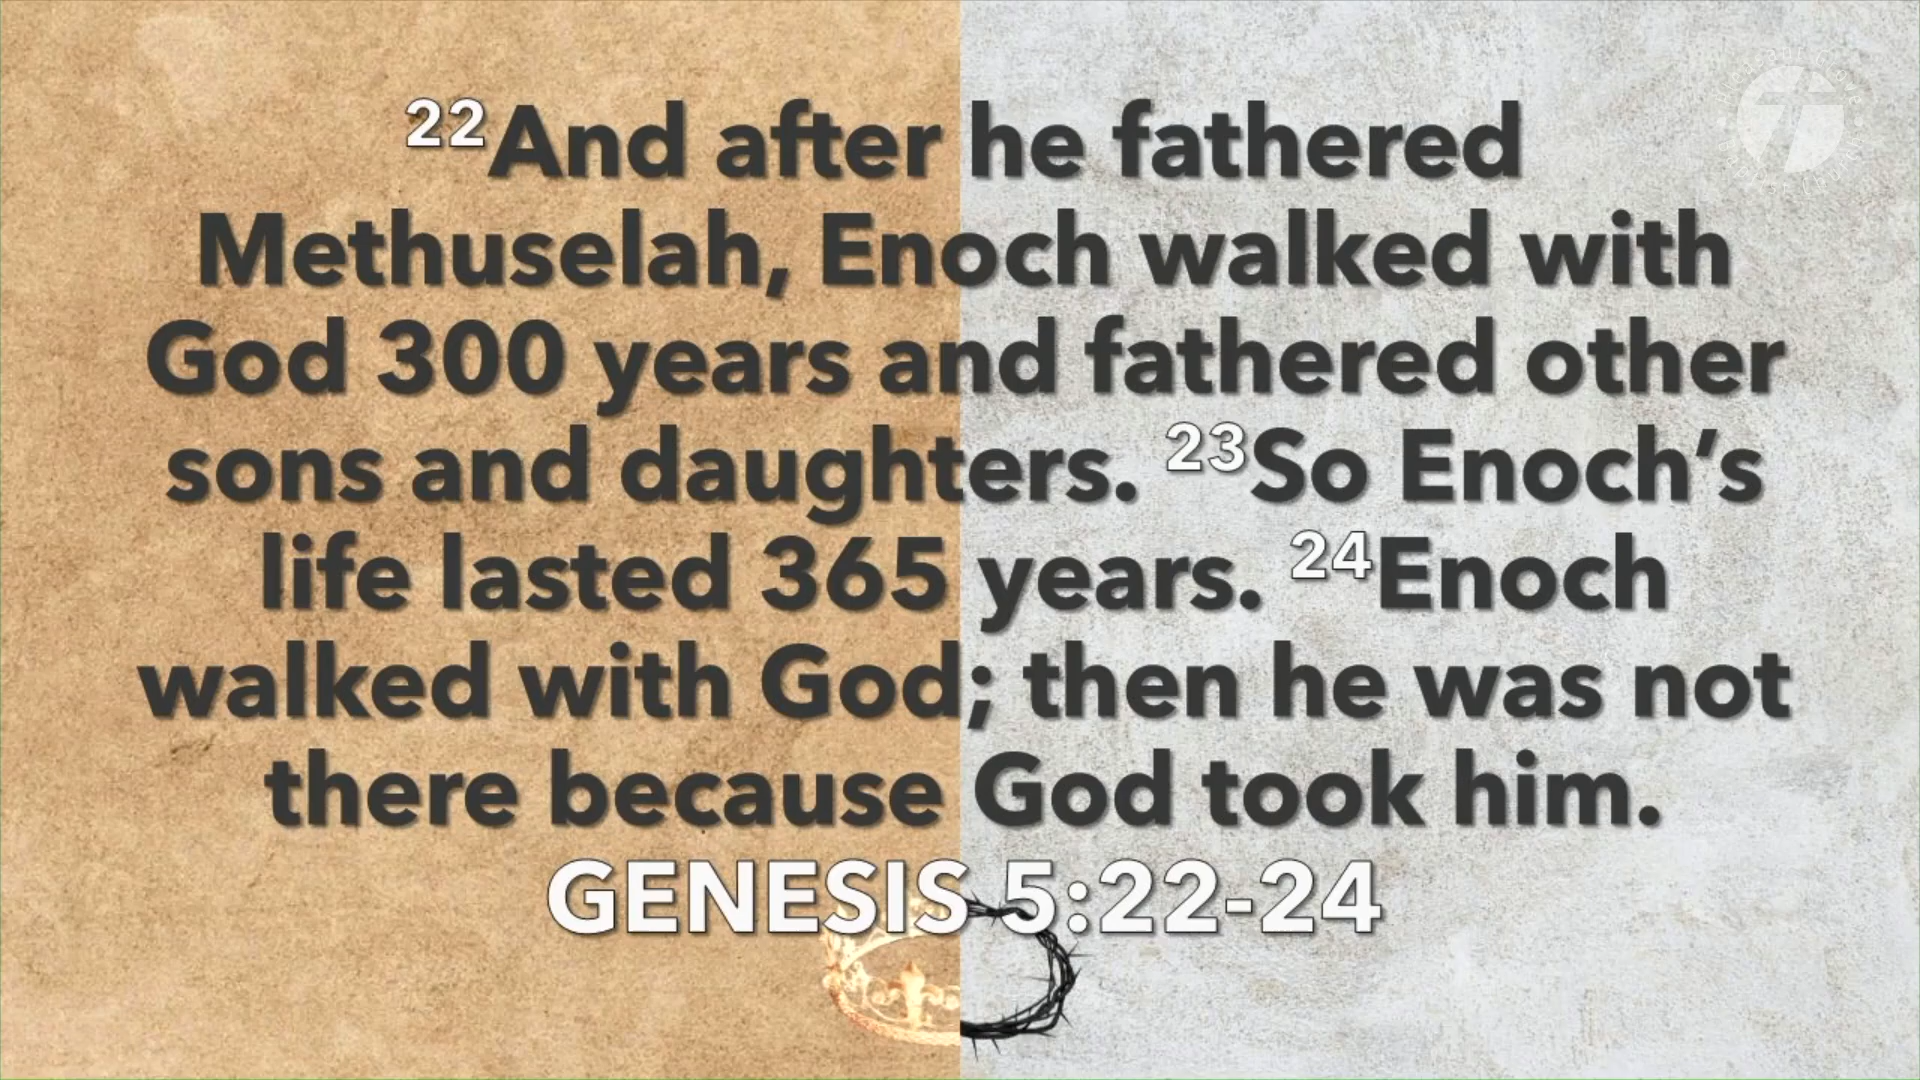 22And after he fathered
Methuselah, Enoch walked with
God 300 years and fathered other
sons and daughters. 23So Enoch’s
life lasted 365 years. 24Enoch
walked with God; then he was not
there because God took him.
GENESIS 5:22-24